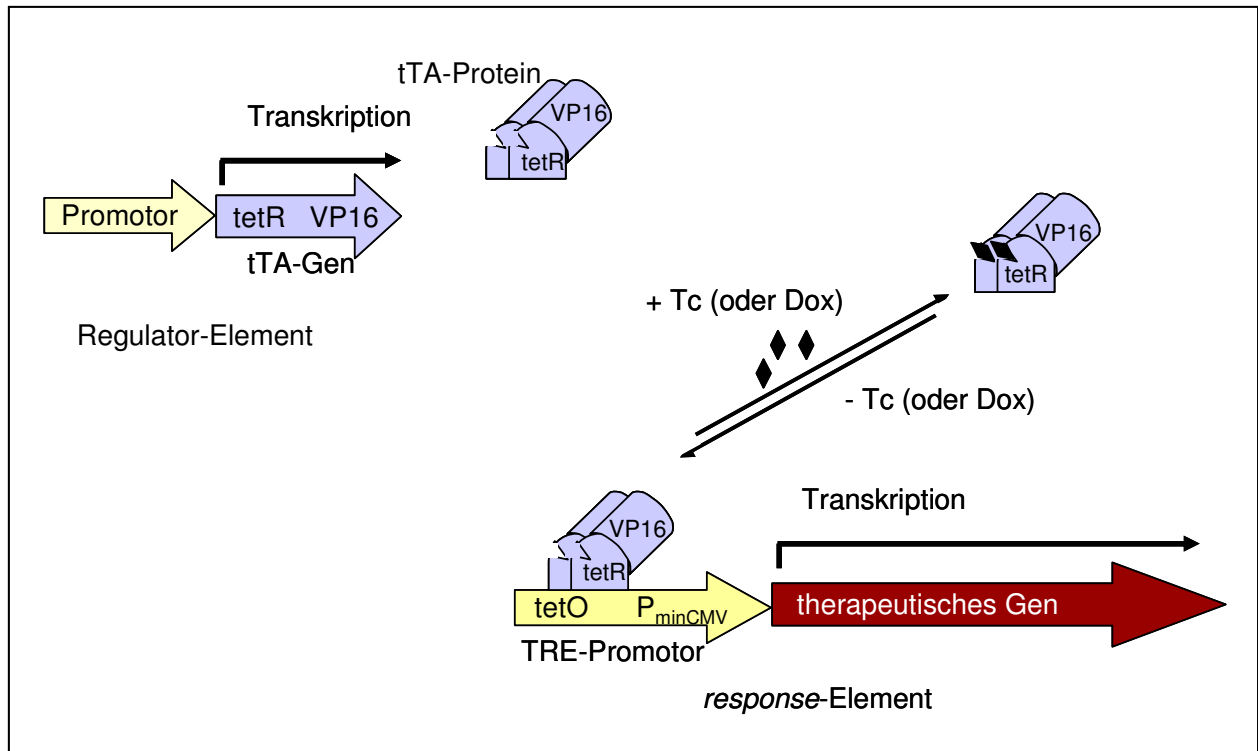 tTA-Protein
Transkription
VP16
tetR
Promotor
tetR VP16
tTA-Gen
Regulator-Element
VP16
tetR
+ Tc (oder Dox)
- Tc (oder Dox)
VP16
tetR
Transkription
tetO PminCMV
therapeutisches Gen
TRE-Promotor
response-Element